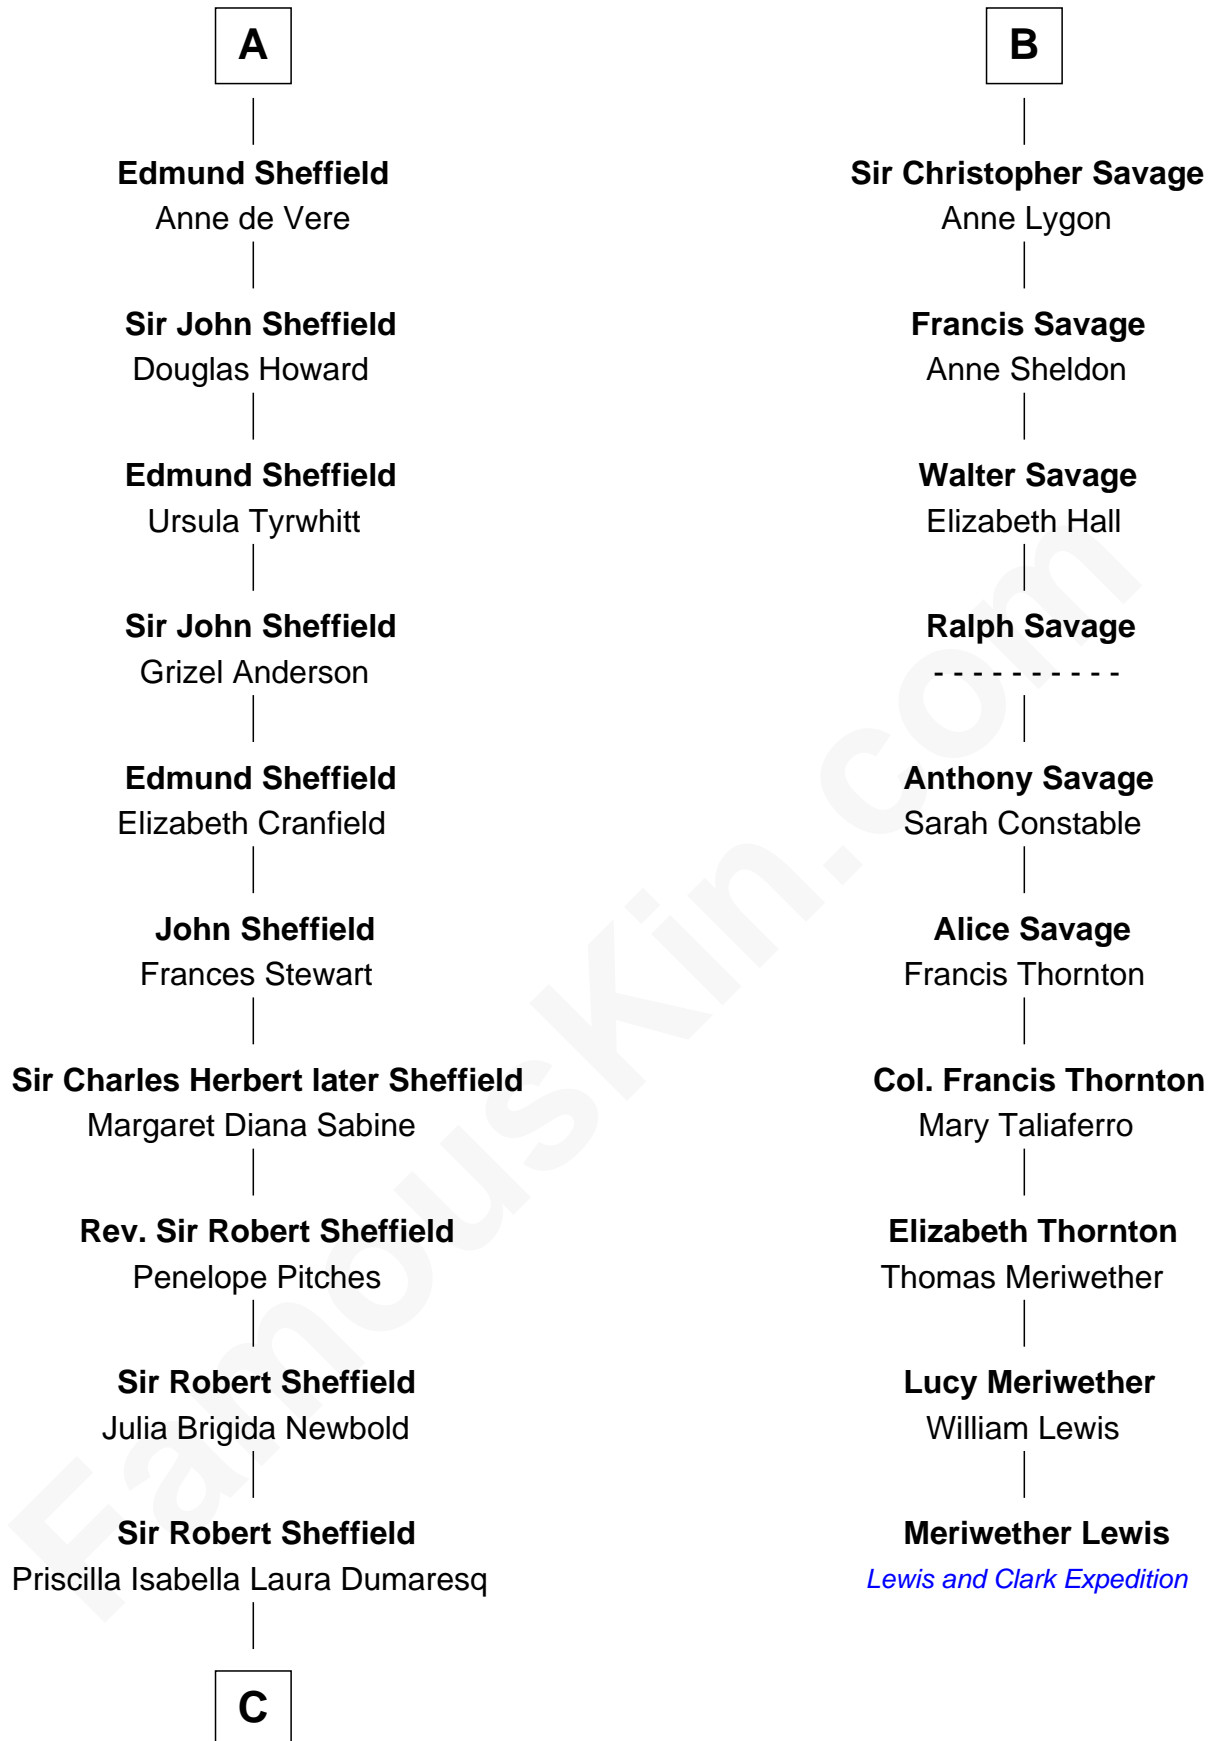 A
Edmund Sheffield
Anne de Vere
Sir John Sheffield
Douglas Howard
Edmund Sheffield
Ursula Tyrwhitt
Sir John Sheffield
Grizel Anderson
Edmund Sheffield
Elizabeth Cranfield
John Sheffield
Frances Stewart
Sir Charles Herbert later Sheffield
Margaret Diana Sabine
Rev. Sir Robert Sheffield
Penelope Pitches
Sir Robert Sheffield
Julia Brigida Newbold
Sir Robert Sheffield
Priscilla Isabella Laura Dumaresq
C
B
Sir Christopher Savage
Anne Lygon
Francis Savage
Anne Sheldon
Walter Savage
Elizabeth Hall
Ralph Savage
- - - - - - - - - -
Anthony Savage
Sarah Constable
Alice Savage
Francis Thornton
Col. Francis Thornton
Mary Taliaferro
Elizabeth Thornton
Thomas Meriwether
Lucy Meriwether
William Lewis
Meriwether Lewis
Lewis and Clark Expedition
FamousKin.com